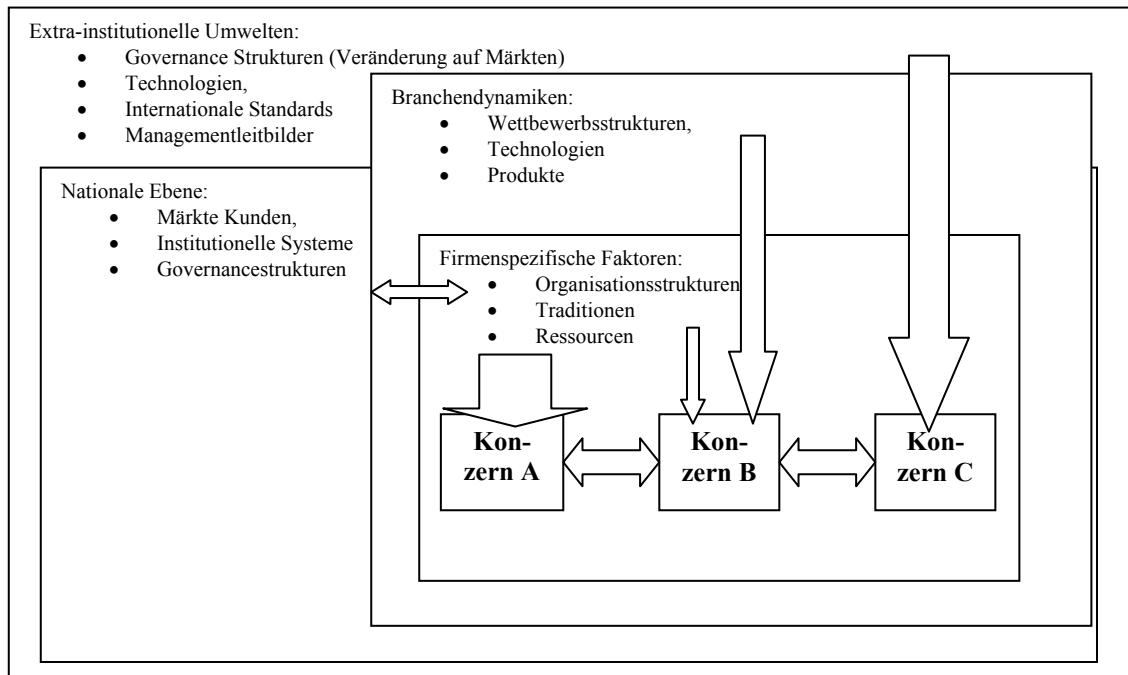 Extra-institutionelle Umwelten:
• Governance Strukturen (Veränderung auf Märkten)
• Technologien,
• Internationale Standards
• Managementleitbilder
Branchendynamiken:
• Wettbewerbsstrukturen,
• Technologien
• Produkte
Nationale Ebene:
• Märkte Kunden,
• Institutionelle Systeme
• Governancestrukturen
Firmenspezifische Faktoren:
• Organisationsstrukturen
• Traditionen
• Ressourcen
Kon-
zern A
Kon-
zern B
Kon-
zern C